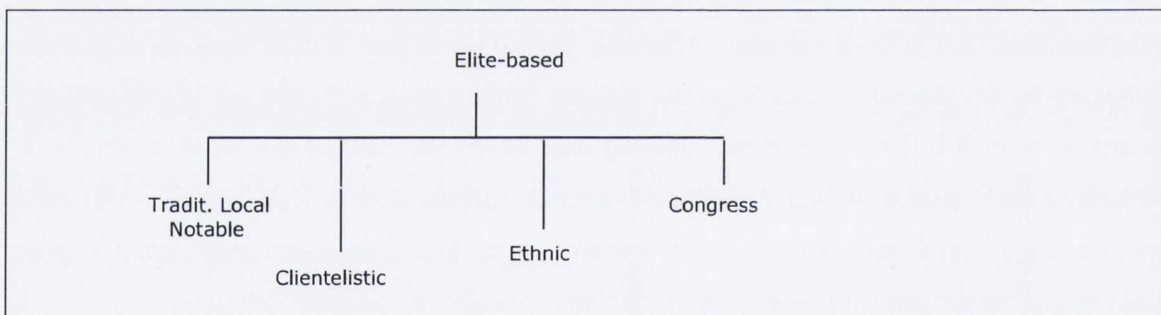 Elite-based
Tradit. Local
Notable
Clientelistic
Ethnic
Congress